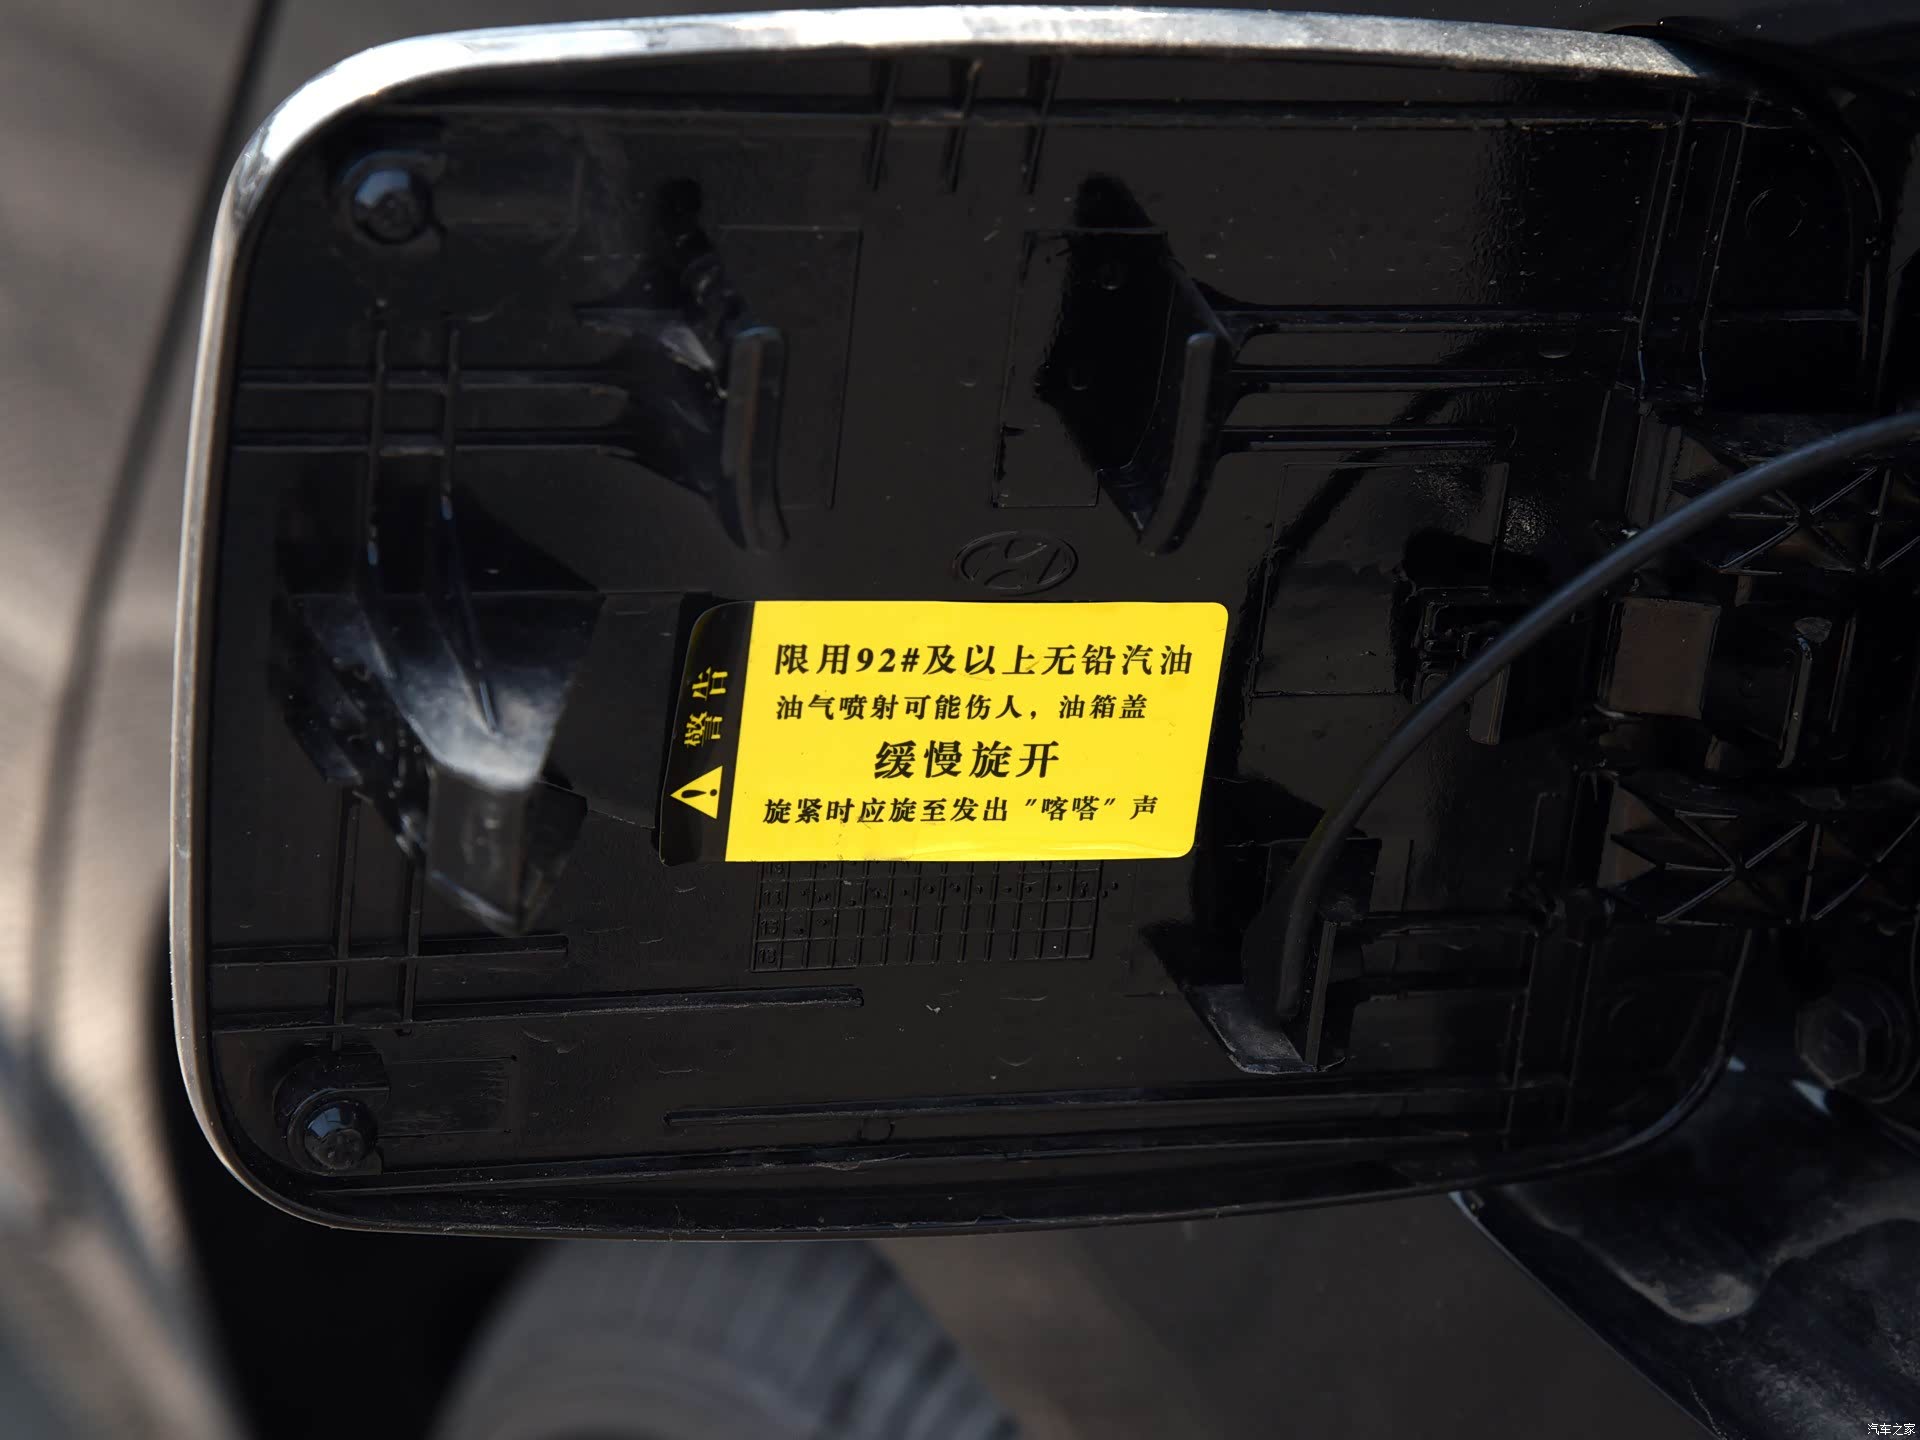 警告
限用92#及以上无铅汽油
油气喷射可能伤人，油箱盖
缓慢旋开
旋紧时应旋至发出"喀嗒"声
汽车之家